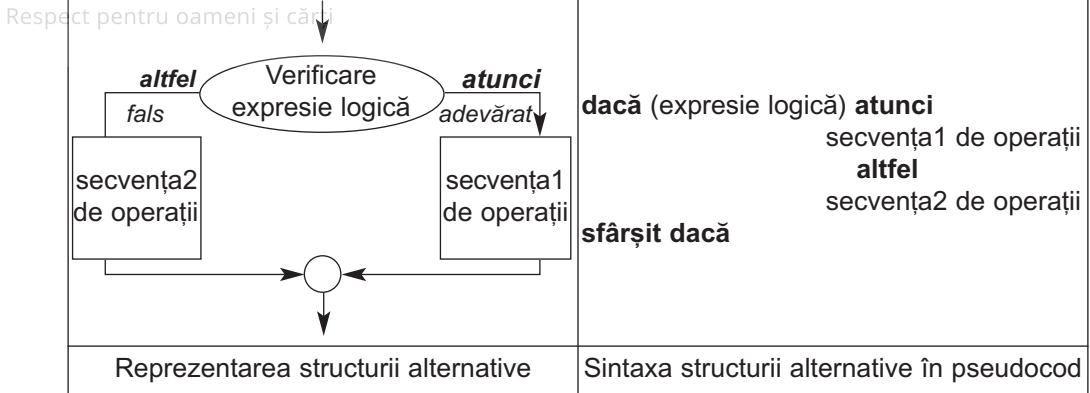 Respect pentru oameni și cărți
Verificare
expresie logică
altfel
fals
atunci
adevărat
secvența2
de operații
secvența1
de operații
dacă (expresie logică) atunci
secvența1 de operații
altfel
secvența2 de operații
sfârșit dacă
Reprezentarea structurii alternative
Sintaxa structurii alternative în pseudocod